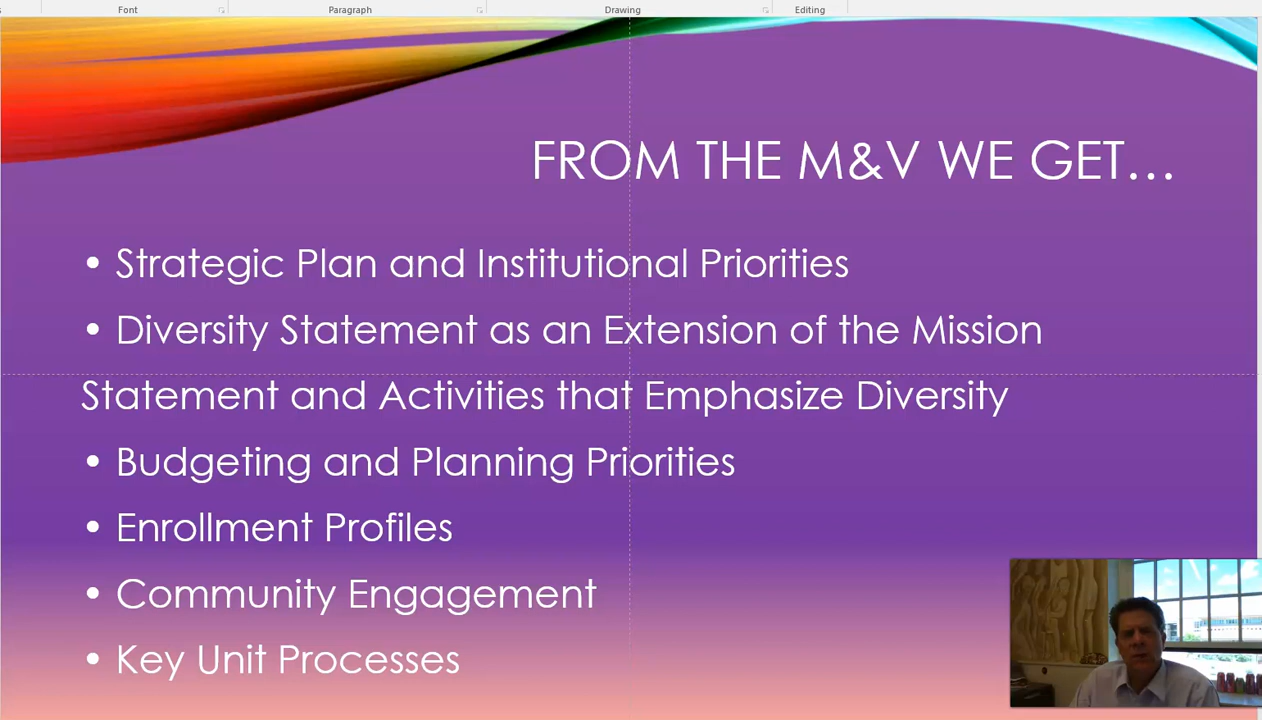 Font Paragraph Drawing Editing
FROM THE M&V WE GET…
• Strategic Plan and Institutional Priorities
• Diversity Statement as an Extension of the Mission
Statement and Activities that Emphasize Diversity
• Budgeting and Planning Priorities
• Enrollment Profiles
• Community Engagement
• Key Unit Processes